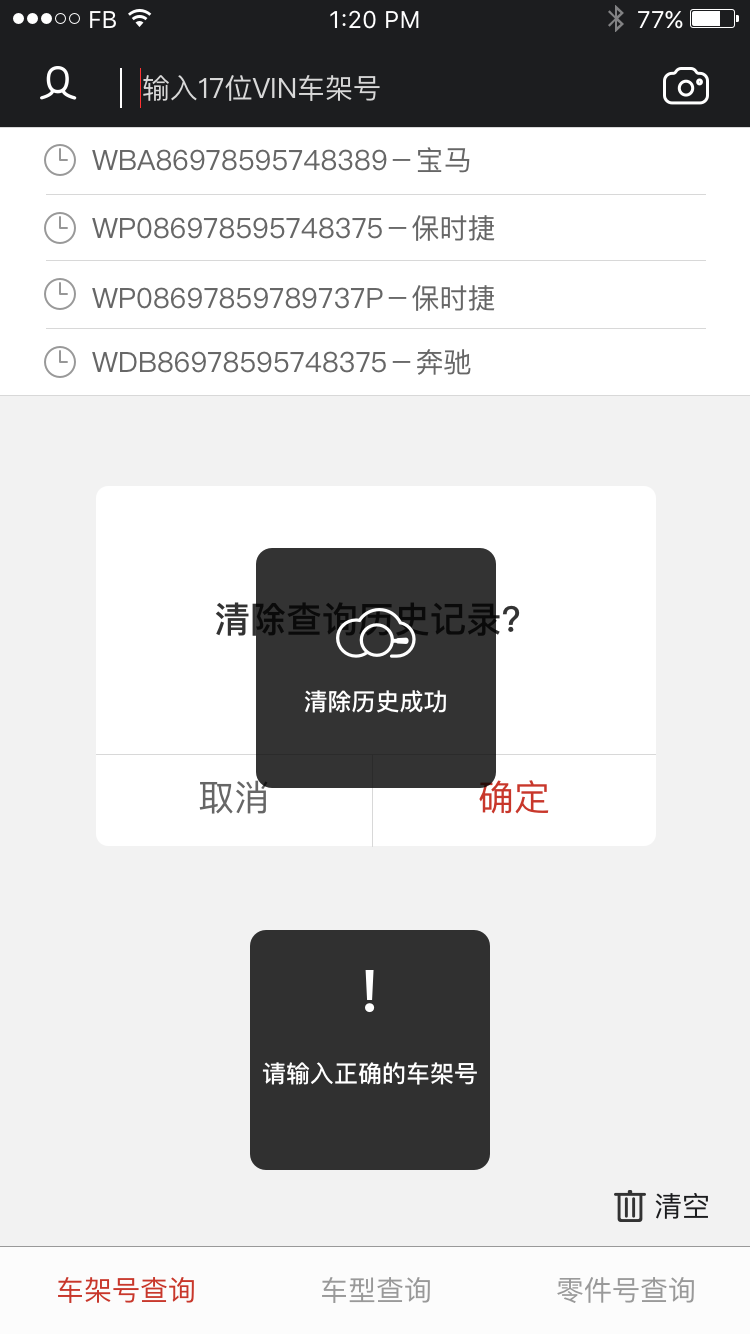 FB 1:20 PM 77%
输入17位VIN车架号
WBA86978595748389－宝马
WP086978595748375－保时捷
WP08697859789737P－保时捷
WDB86978595748375－奔驰
清除查询历史记录?
清除历史成功
取消 确定
!
请输入正确的车架号
清空
车架号查询 车型查询 零件号查询